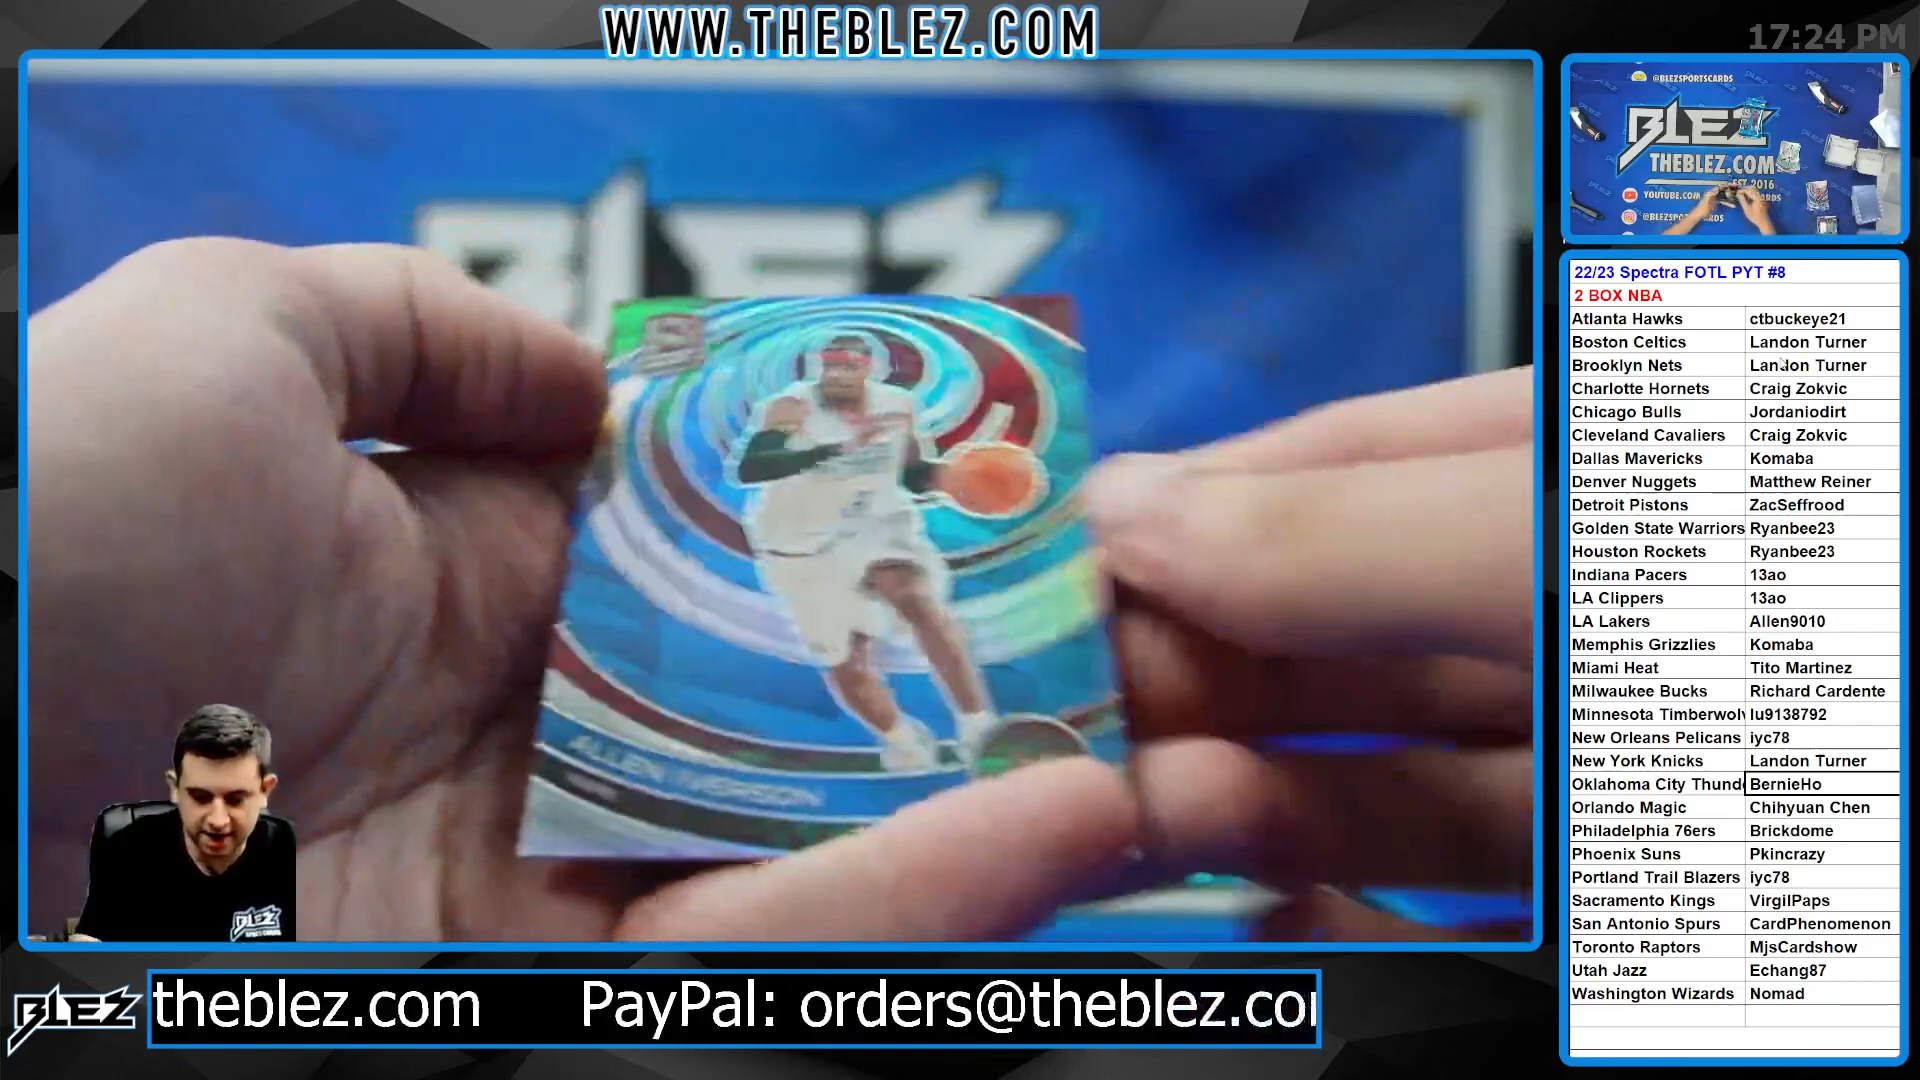 WWW.THEBLEZ.COM
17:24 PM
BLEZ
ALLEN IVERSON
@BLEZSPORTSCARDS
BLEZ
THEBLEZ.COM
EST. 2016
YOUTUBE.COM
@BLEZSPO
22/23 Spectra FOTL PYT #8
2 BOX NBA
Atlanta Hawks ctbuckeye21
Boston Celtics Landon Turner
Brooklyn Nets Landon Turner
Charlotte Hornets Craig Zokvic
Chicago Bulls Jordaniodirt
Cleveland Cavaliers Craig Zokvic
Dallas Mavericks Komaba
Denver Nuggets Matthew Reiner
Detroit Pistons ZacSeffrood
Golden State Warriors Ryanbee23
Houston Rockets Ryanbee23
Indiana Pacers 13ao
LA Clippers 13ao
LA Lakers Allen9010
Memphis Grizzlies Komaba
Miami Heat Tito Martinez
Milwaukee Bucks Richard Cardente
Minnesota Timberwol lu9138792
New Orleans Pelicans iyc78
New York Knicks Landon Turner
Oklahoma City Thund BernieHo
Orlando Magic Chihyuan Chen
Philadelphia 76ers Brickdome
Phoenix Suns Pkincrazy
Portland Trail Blazers iyc78
Sacramento Kings VirgilPaps
San Antonio Spurs CardPhenomenon
Toronto Raptors MjsCardshow
Utah Jazz Echang87
Washington Wizards Nomad
BLEZ
BLEZ
theblez.com PayPal: orders@theblez.co